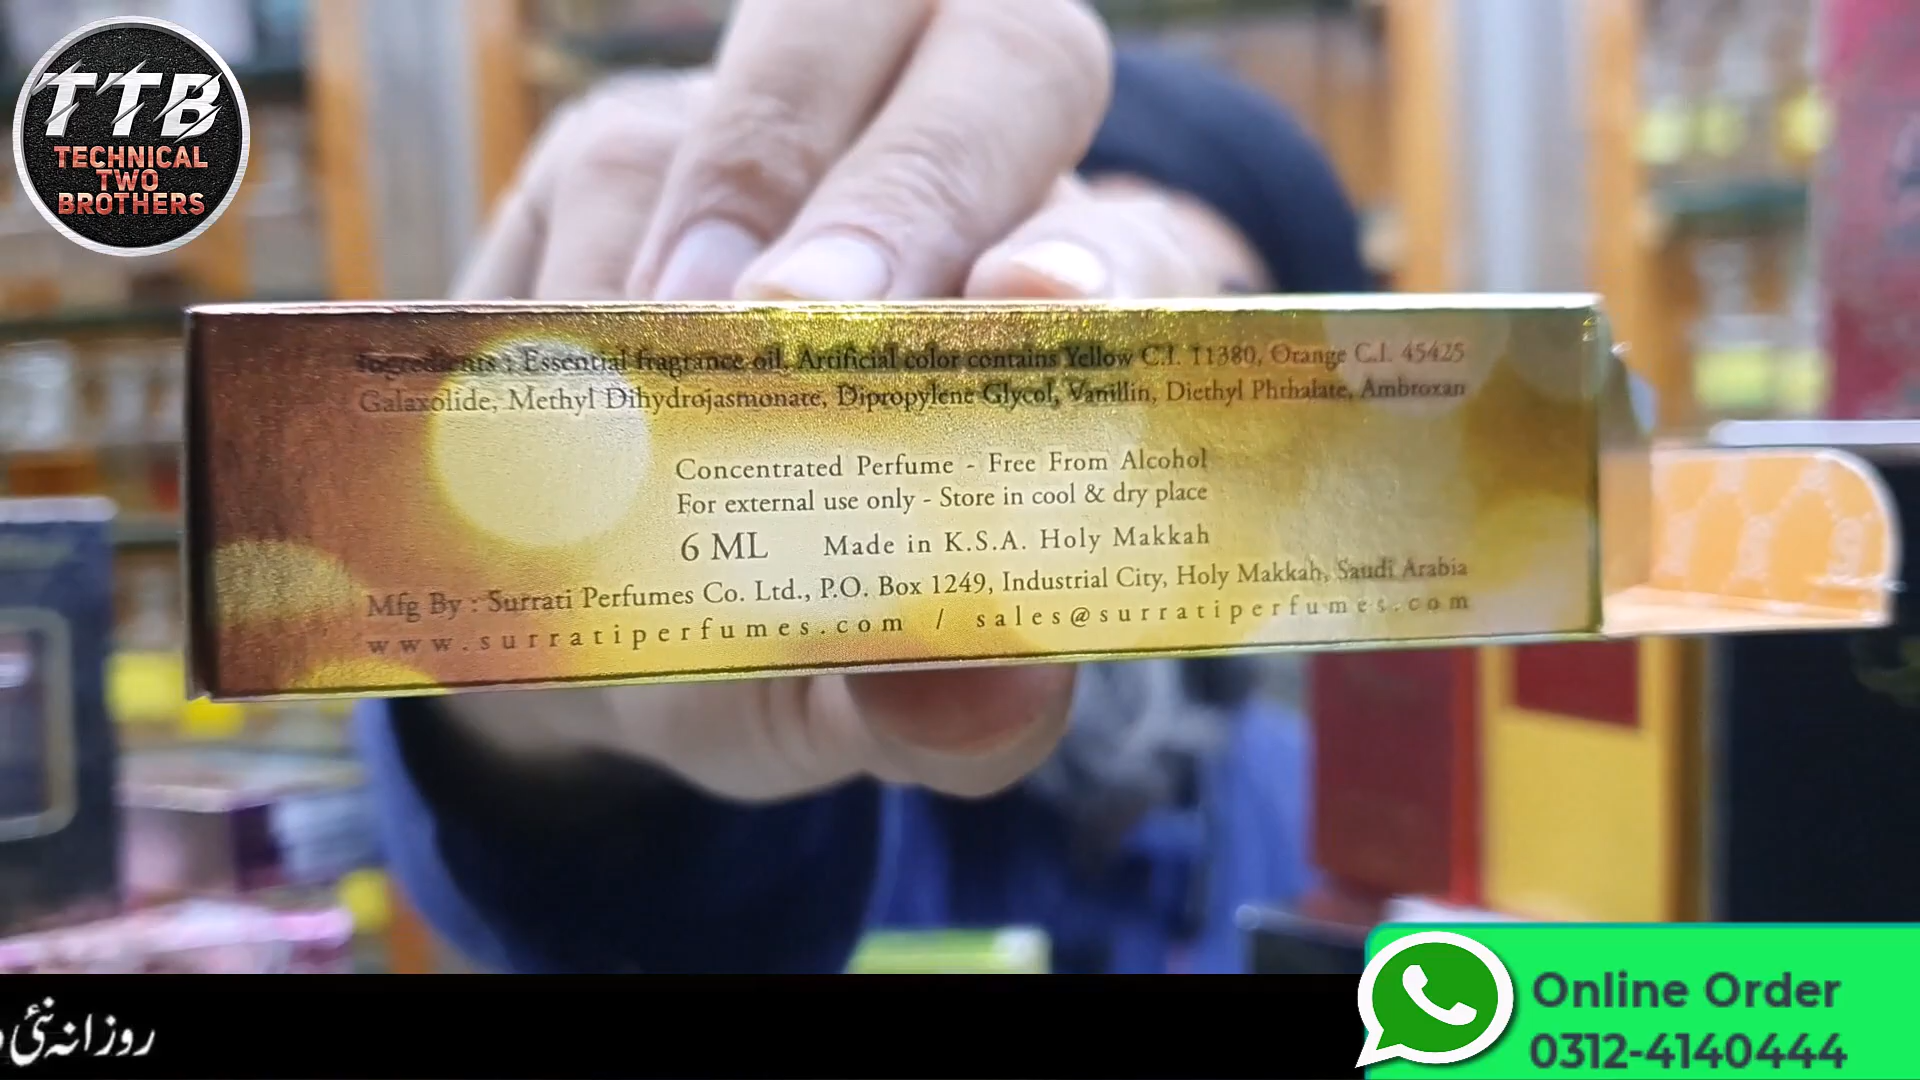 TTB
TECHNICAL
TWO
BROTHERS
Ingredients : Essential fragrance oil, Artificial color contains Yellow C.I. 11380, Orange C.I. 45425
Galaxolide, Methyl Dihydrojasmonate, Dipropylene Glycol, Vanillin, Diethyl Phthalate, Ambroxan
Concentrated Perfume - Free From Alcohol
For external use only - Store in cool & dry place
6 ML Made in K.S.A. Holy Makkah
Mfg By : Surrati Perfumes Co. Ltd., P.O. Box 1249, Industrial City, Holy Makkah, Saudi Arabia
www.surratiperfumes.com / sales@surratiperfumes.com
روزانہ نئی
Online Order
0312-4140444